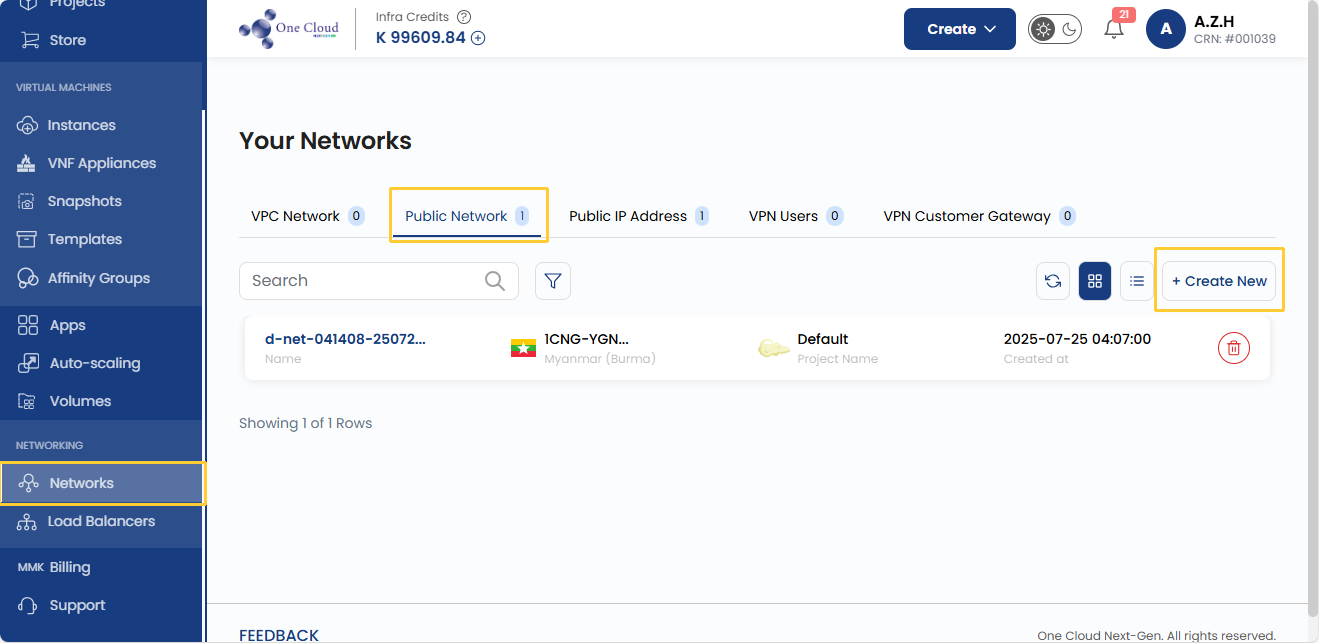 Projects
Store
VIRTUAL MACHINES
Instances
VNF Appliances
Snapshots
Templates
Affinity Groups
Apps
Auto-scaling
Volumes
NETWORKING
Networks
Load Balancers
MMK Billing
Support
One Cloud
Infra Credits ?
K 99609.84
Create
21
A
A.Z.H
CRN: #001039
Your Networks
VPC Network 0
Public Network 1
Public IP Address 1
VPN Users 0
VPN Customer Gateway 0
Search
+ Create New
d-net-041408-25072...
Name
1CNG-YGN...
Myanmar (Burma)
Default
Project Name
2025-07-25 04:07:00
Created at
Showing 1 of 1 Rows
FEEDBACK
One Cloud Next-Gen. All rights reserved.